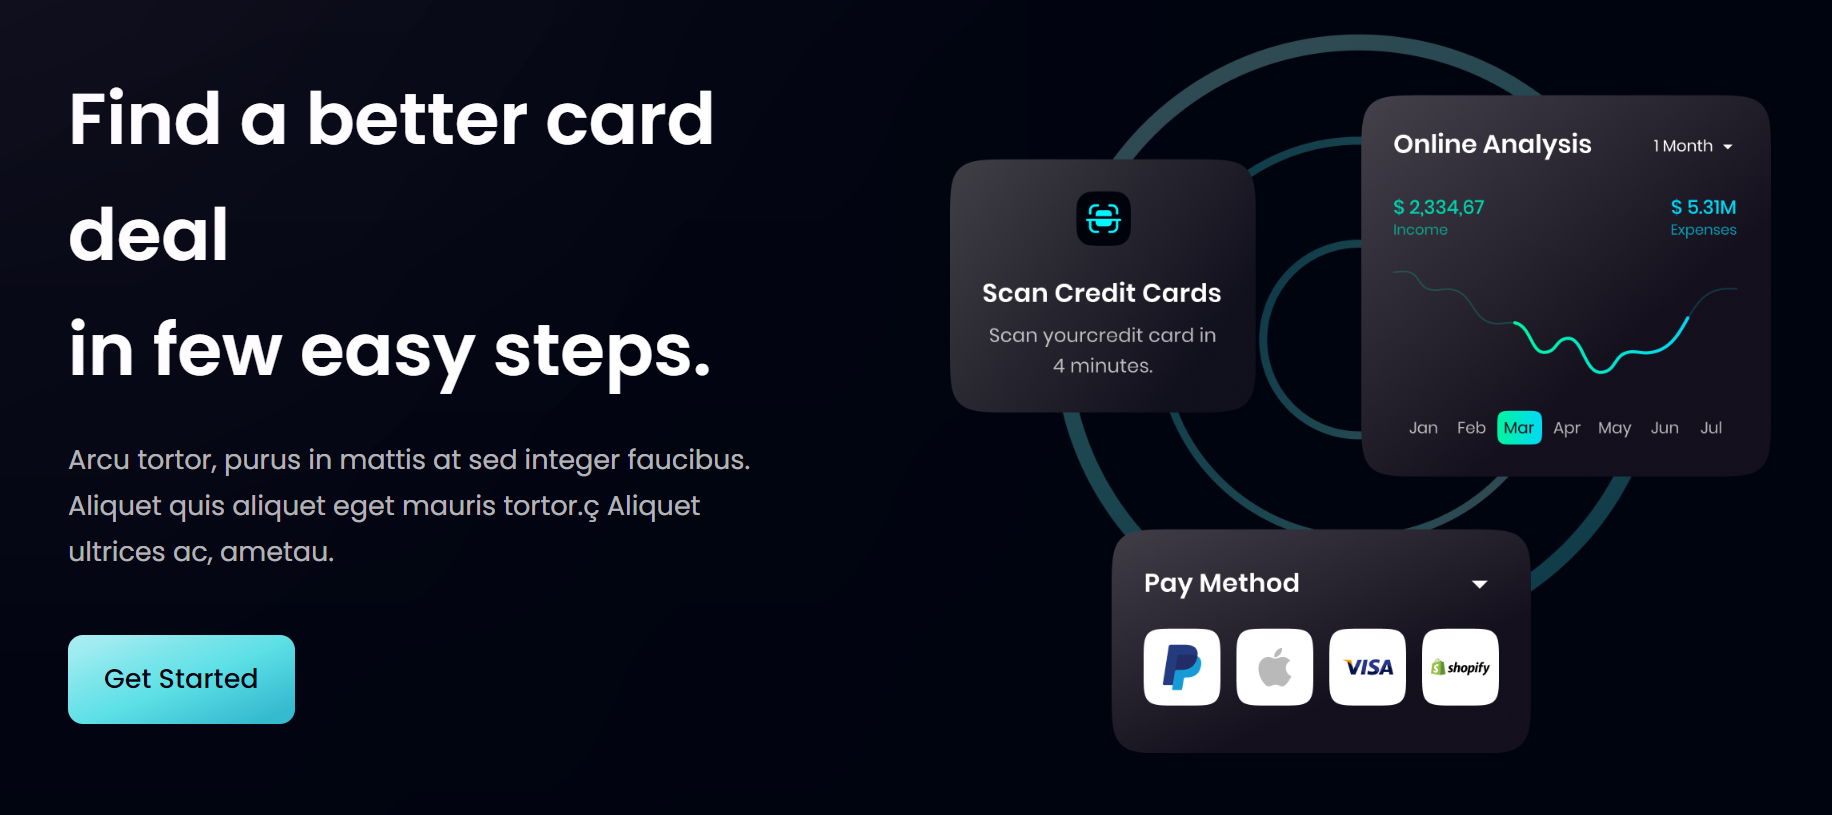 Find a better card
deal
in few easy steps.
Arcu tortor, purus in mattis at sed integer faucibus.
Aliquet quis aliquet eget mauris tortor.ç Aliquet
ultrices ac, ametau.
Get Started
Scan Credit Cards
Scan yourcredit card in
4 minutes.
Online Analysis
1 Month
$ 2,334,67
$ 5.31M
Income
Expenses
Jan Feb Mar Apr May Jun Jul
Pay Method
VISA
shopify